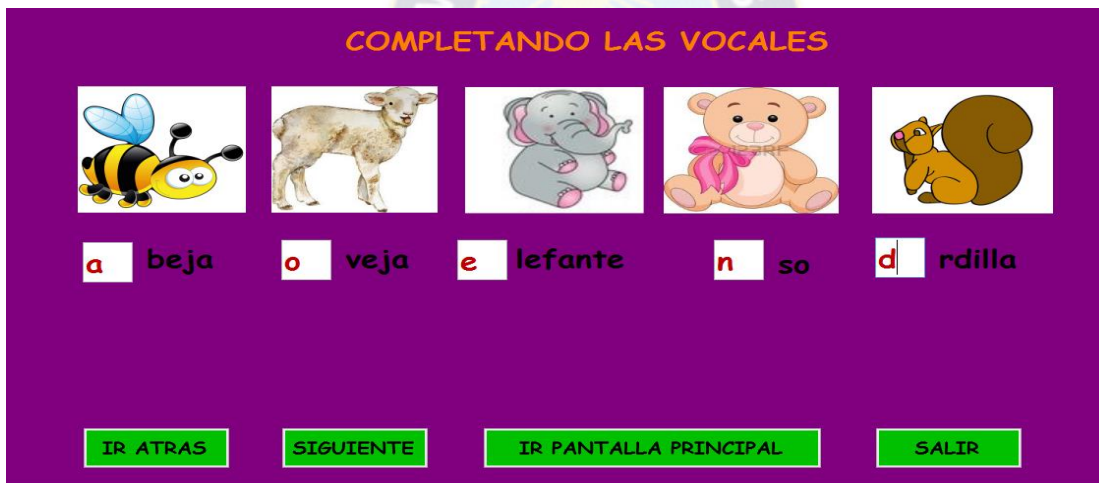 COMPLETANDO LAS VOCALES
a beja o veja e lefante n so d rdilla
IR ATRAS SIGUIENTE IR PANTALLA PRINCIPAL SALIR